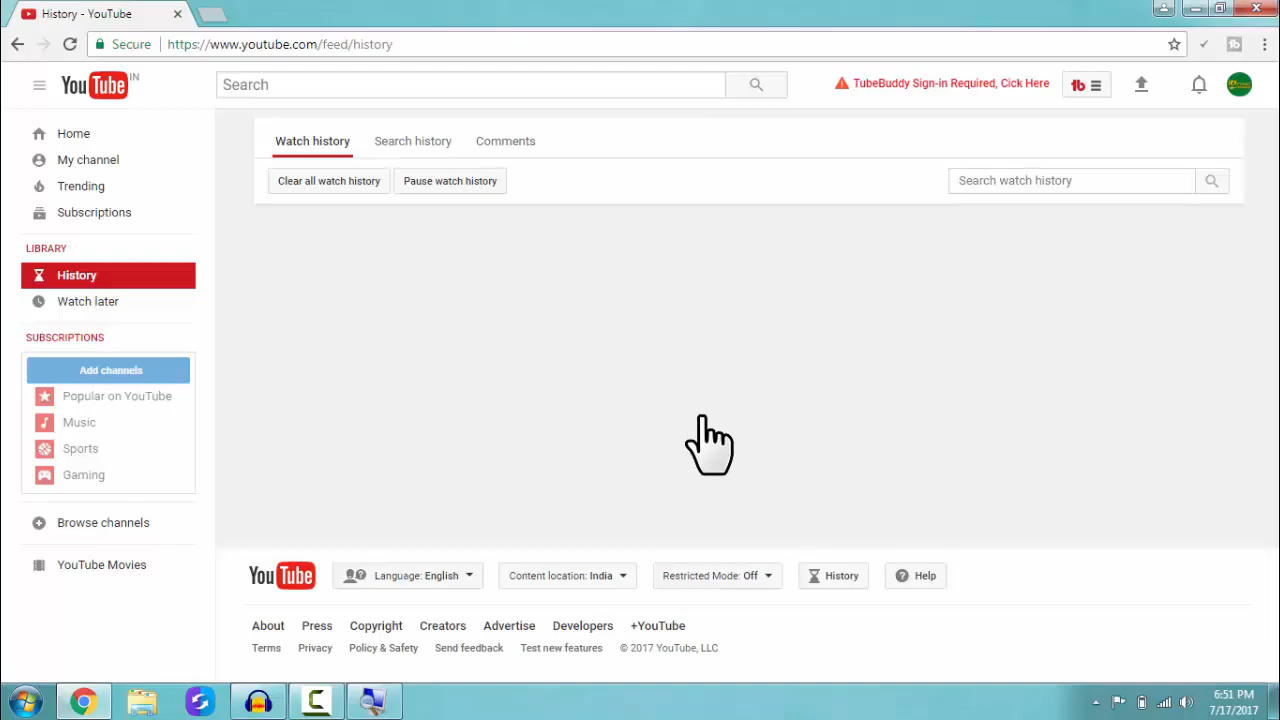 History - YouTube
Secure
https://www.youtube.com/feed/history
YouTube IN
Search
TubeBuddy Sign-in Required, Cick Here
tb
Home
My channel
Trending
Subscriptions
LIBRARY
History
Watch later
SUBSCRIPTIONS
Add channels
Popular on YouTube
Music
Sports
Gaming
Browse channels
YouTube Movies
Watch history Search history Comments
Clear all watch history Pause watch history Search watch history
YouTube Language: English Content location: India Restricted Mode: Off History Help
About Press Copyright Creators Advertise Developers +YouTube
Terms Privacy Policy & Safety Send feedback Test new features © 2017 YouTube, LLC
6:51 PM
7/17/2017